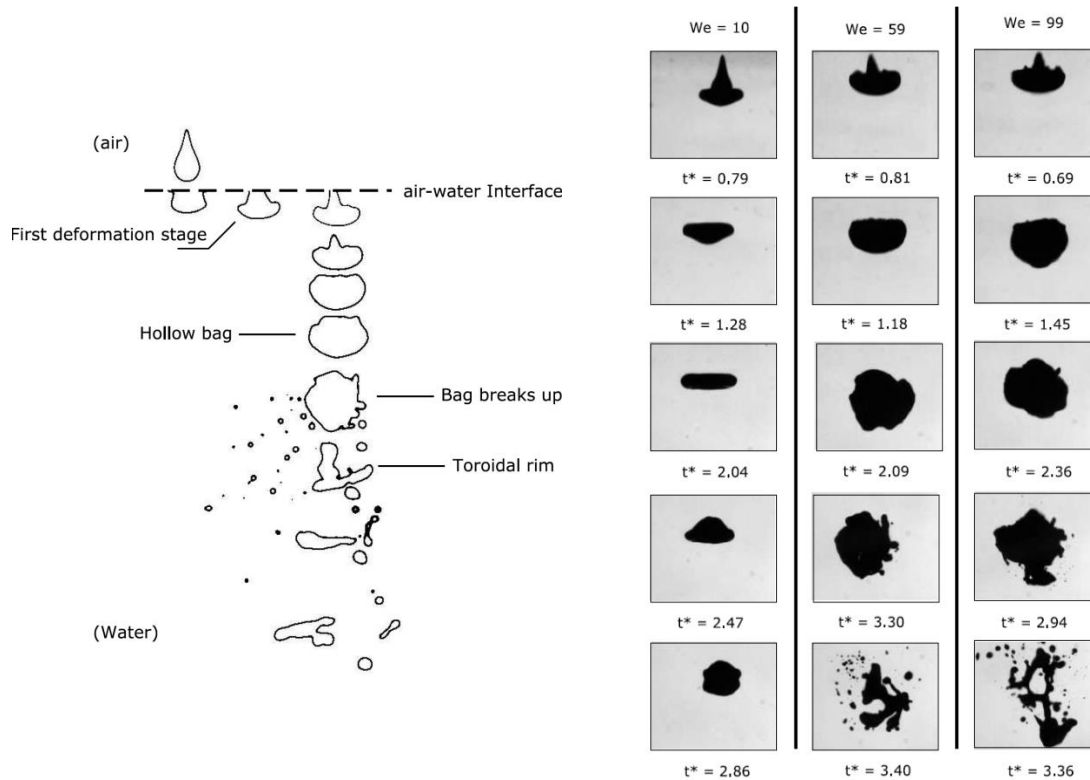 (air)
air-water Interface
First deformation stage
Hollow bag
Bag breaks up
Toroidal rim
(Water)
We = 10
We = 59
We = 99
t* = 0.79
t* = 0.81
t* = 0.69
t* = 1.28
t* = 1.18
t* = 1.45
t* = 2.04
t* = 2.09
t* = 2.36
t* = 2.47
t* = 3.30
t* = 2.94
t* = 2.86
t* = 3.40
t* = 3.36